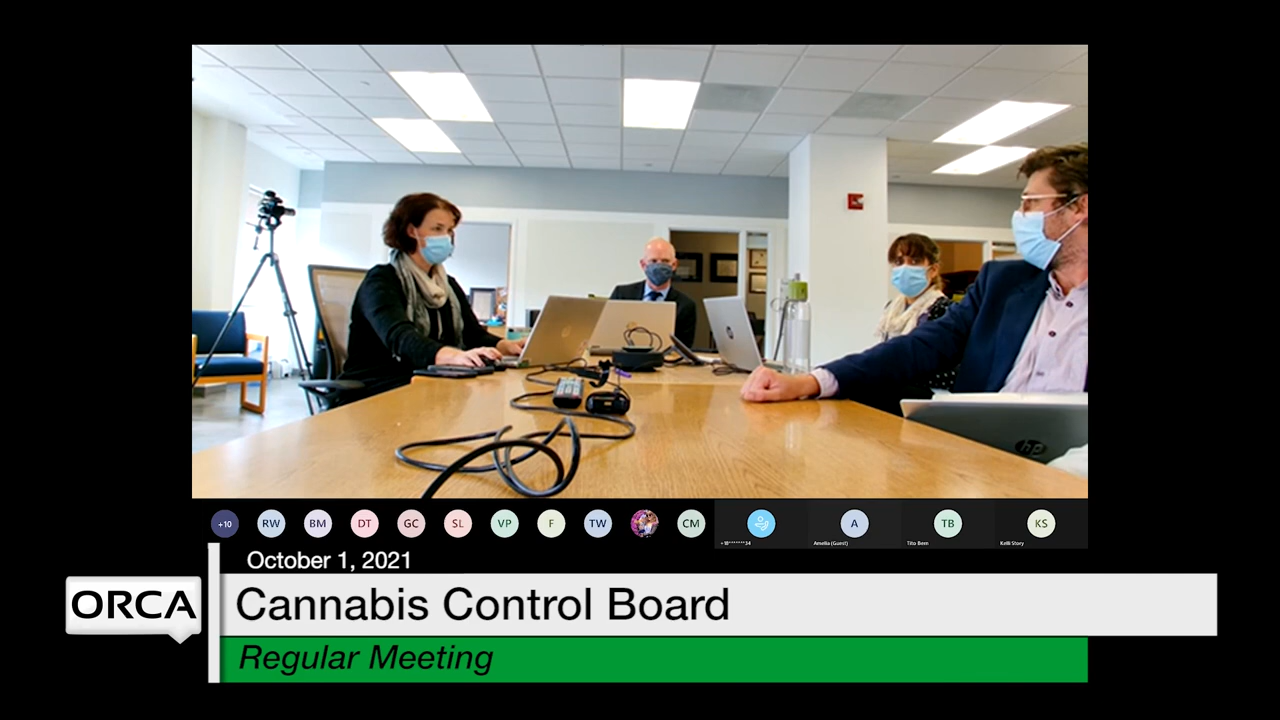 +10
RW
BM
DT
GC
SL
VP
F
TW
CM
A
TB
KS
Amelia (Guest)
Tito Bern
Kelli Story
October 1, 2021
ORCA
Cannabis Control Board
Regular Meeting
hp